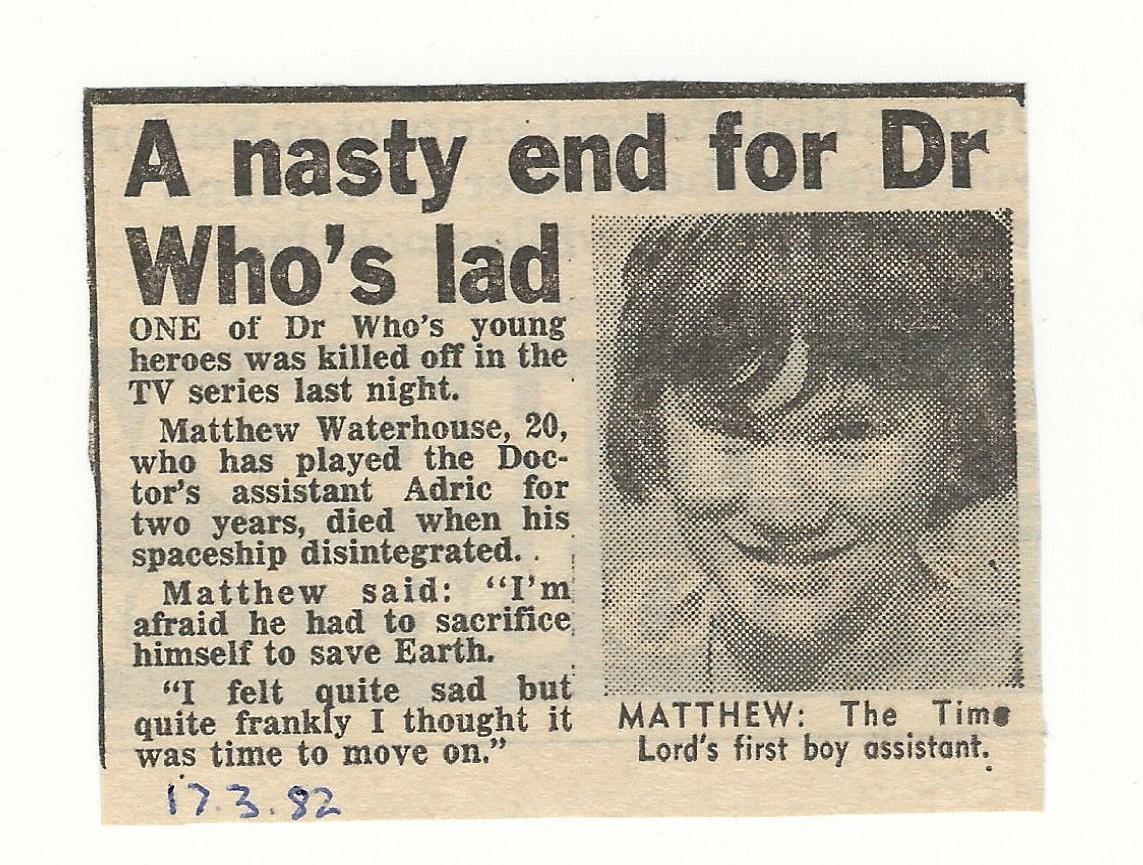 A nasty end for Dr
Who's lad
ONE of Dr Who's young
heroes was killed off in the
TV series last night.
Matthew Waterhouse, 20,
who has played the Doc-
tor's assistant Adric for
two years, died when his
spaceship disintegrated.
Matthew said: “I'm
afraid he had to sacrifice
himself to save Earth.
“I felt quite sad but
quite frankly I thought it
was time to move on.”
MATTHEW: The Time
Lord's first boy assistant.
17.3.82